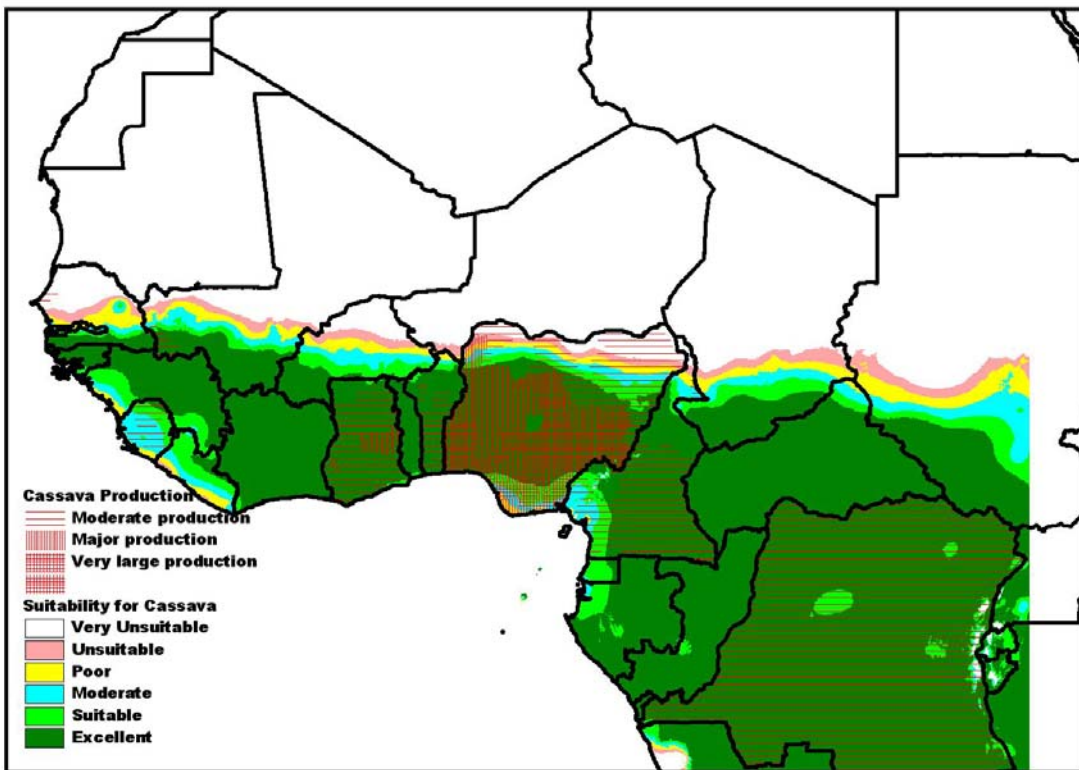 Cassava Production
Moderate production
Major production
Very large production
Suitability for Cassava
Very Unsuitable
Unsuitable
Poor
Moderate
Suitable
Excellent